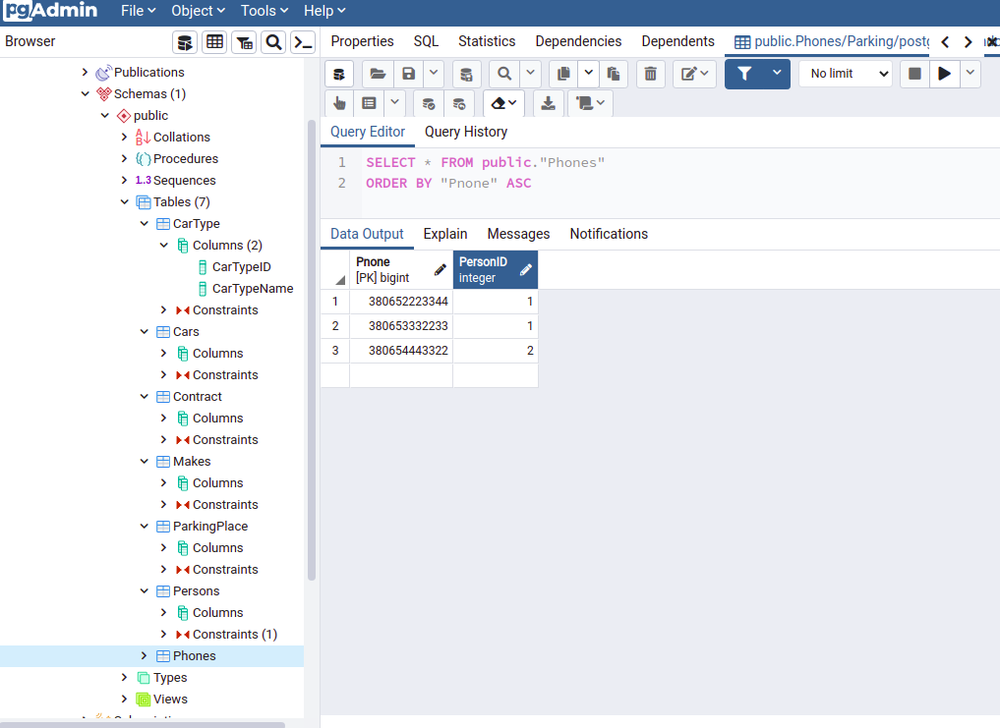 pgAdmin File Object Tools Help
Browser
Properties SQL Statistics Dependencies Dependents public.Phones/Parking/postg
No limit
Publications
Schemas (1)
public
Collations
Procedures
1.3 Sequences
Tables (7)
CarType
Columns (2)
CarTypeID
CarTypeName
Constraints
Cars
Columns
Constraints
Contract
Columns
Constraints
Makes
Columns
Constraints
ParkingPlace
Columns
Constraints
Persons
Columns
Constraints (1)
Phones
Types
Views
Query Editor Query History
1 SELECT * FROM public."Phones"
2 ORDER BY "Pnone" ASC
Data Output Explain Messages Notifications
Pnone PersonID
[PK] bigint integer
1 380652223344 1
2 380653332233 1
3 380654443322 2